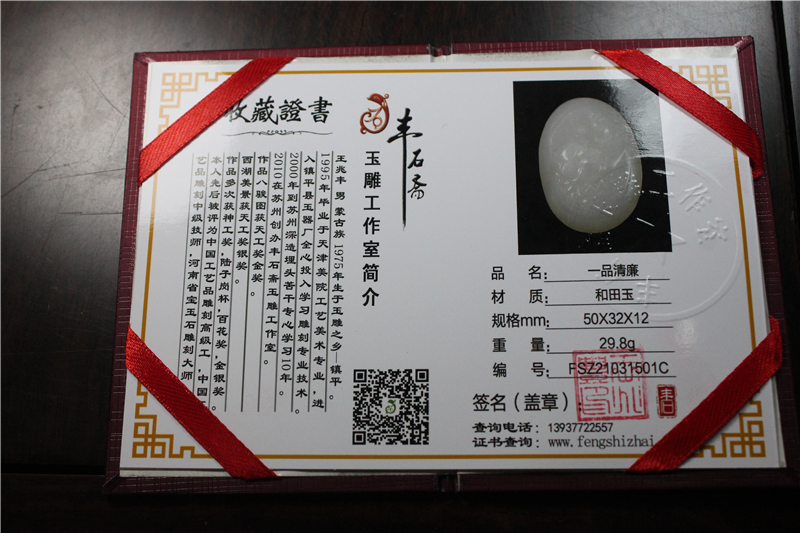 收藏證書
丰石斋
玉雕工作室简介
王兆丰 男 蒙古族 1975年生于玉雕之乡—镇平。
1995年毕业于天津美院工艺美术专业，进
入镇平县玉器厂全心投入学习雕刻专业技术
2000年到苏州深造埋头苦干专心学习10年。
2010在苏州创办丰石斋玉雕工作室。
作品八骏图获天工奖金奖。
西湖美景获天工奖银奖。
作品多次获神工奖，陆子岗杯，百花奖，金银奖。
本人先后被评为中国工艺品雕刻高级工，中国工
艺品雕刻中级技师，河南省宝玉石雕刻大师
品 名： 一品清廉
材 质： 和田玉
规格mm： 50X32X12
重 量： 29.8g
编 号： FSZ21031501C
签名（盖章）：
查询电话：13937722557
证书查询：www.fengshizhai